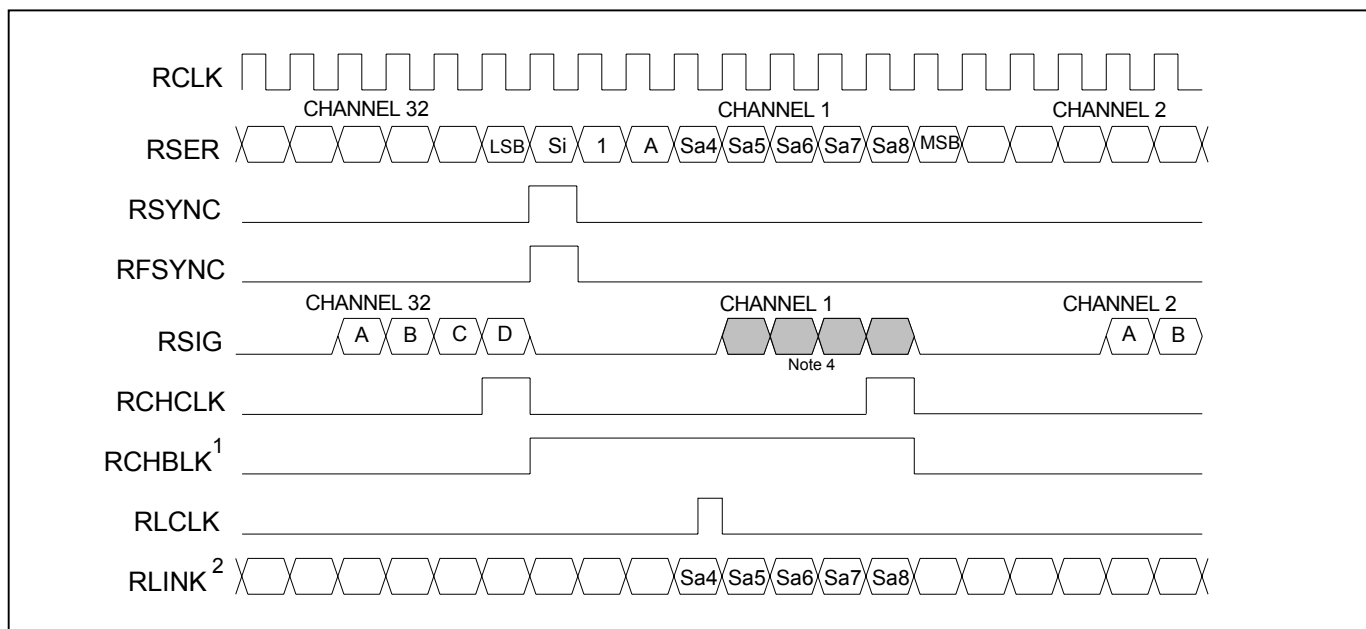 RCLK
CHANNEL 32 CHANNEL 1 CHANNEL 2
RSER LSB Si 1 A Sa4 Sa5 Sa6 Sa7 Sa8 MSB
RSYNC
RFSYNC
CHANNEL 32 CHANNEL 1 CHANNEL 2
RSIG A B C D A B
Note 4
RCHCLK
RCHBLK1
RLCLK
RLINK2 Sa4 Sa5 Sa6 Sa7 Sa8